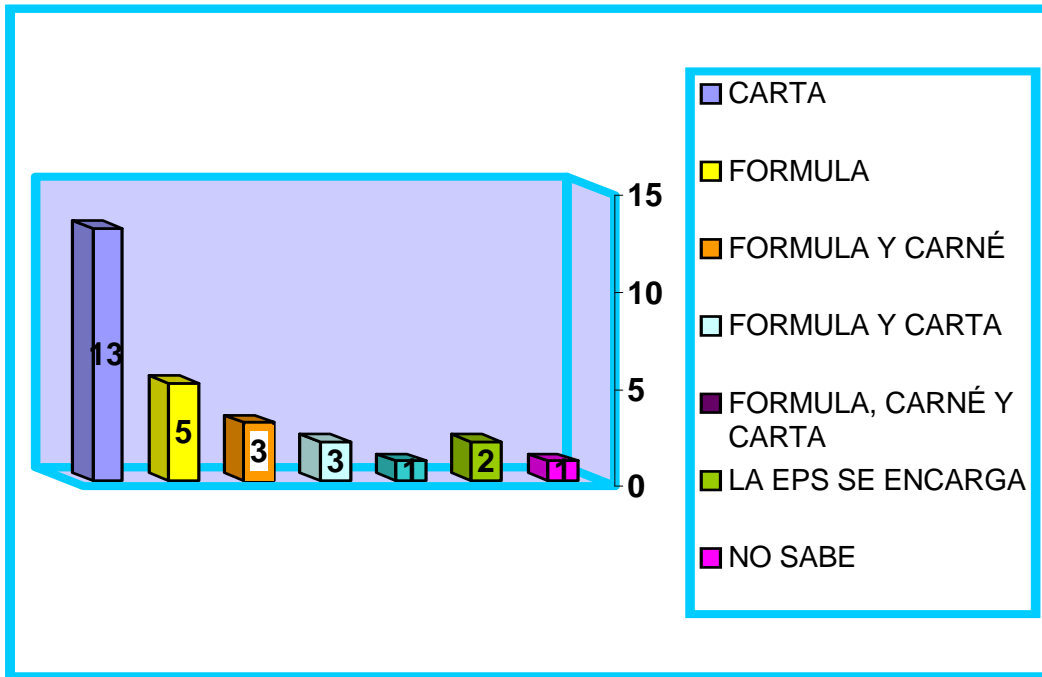 13
5
3
3
1
2
1
15
10
5
0
CARTA
FORMULA
FORMULA Y CARNÉ
FORMULA Y CARTA
FORMULA, CARNÉ Y
CARTA
LA EPS SE ENCARGA
NO SABE